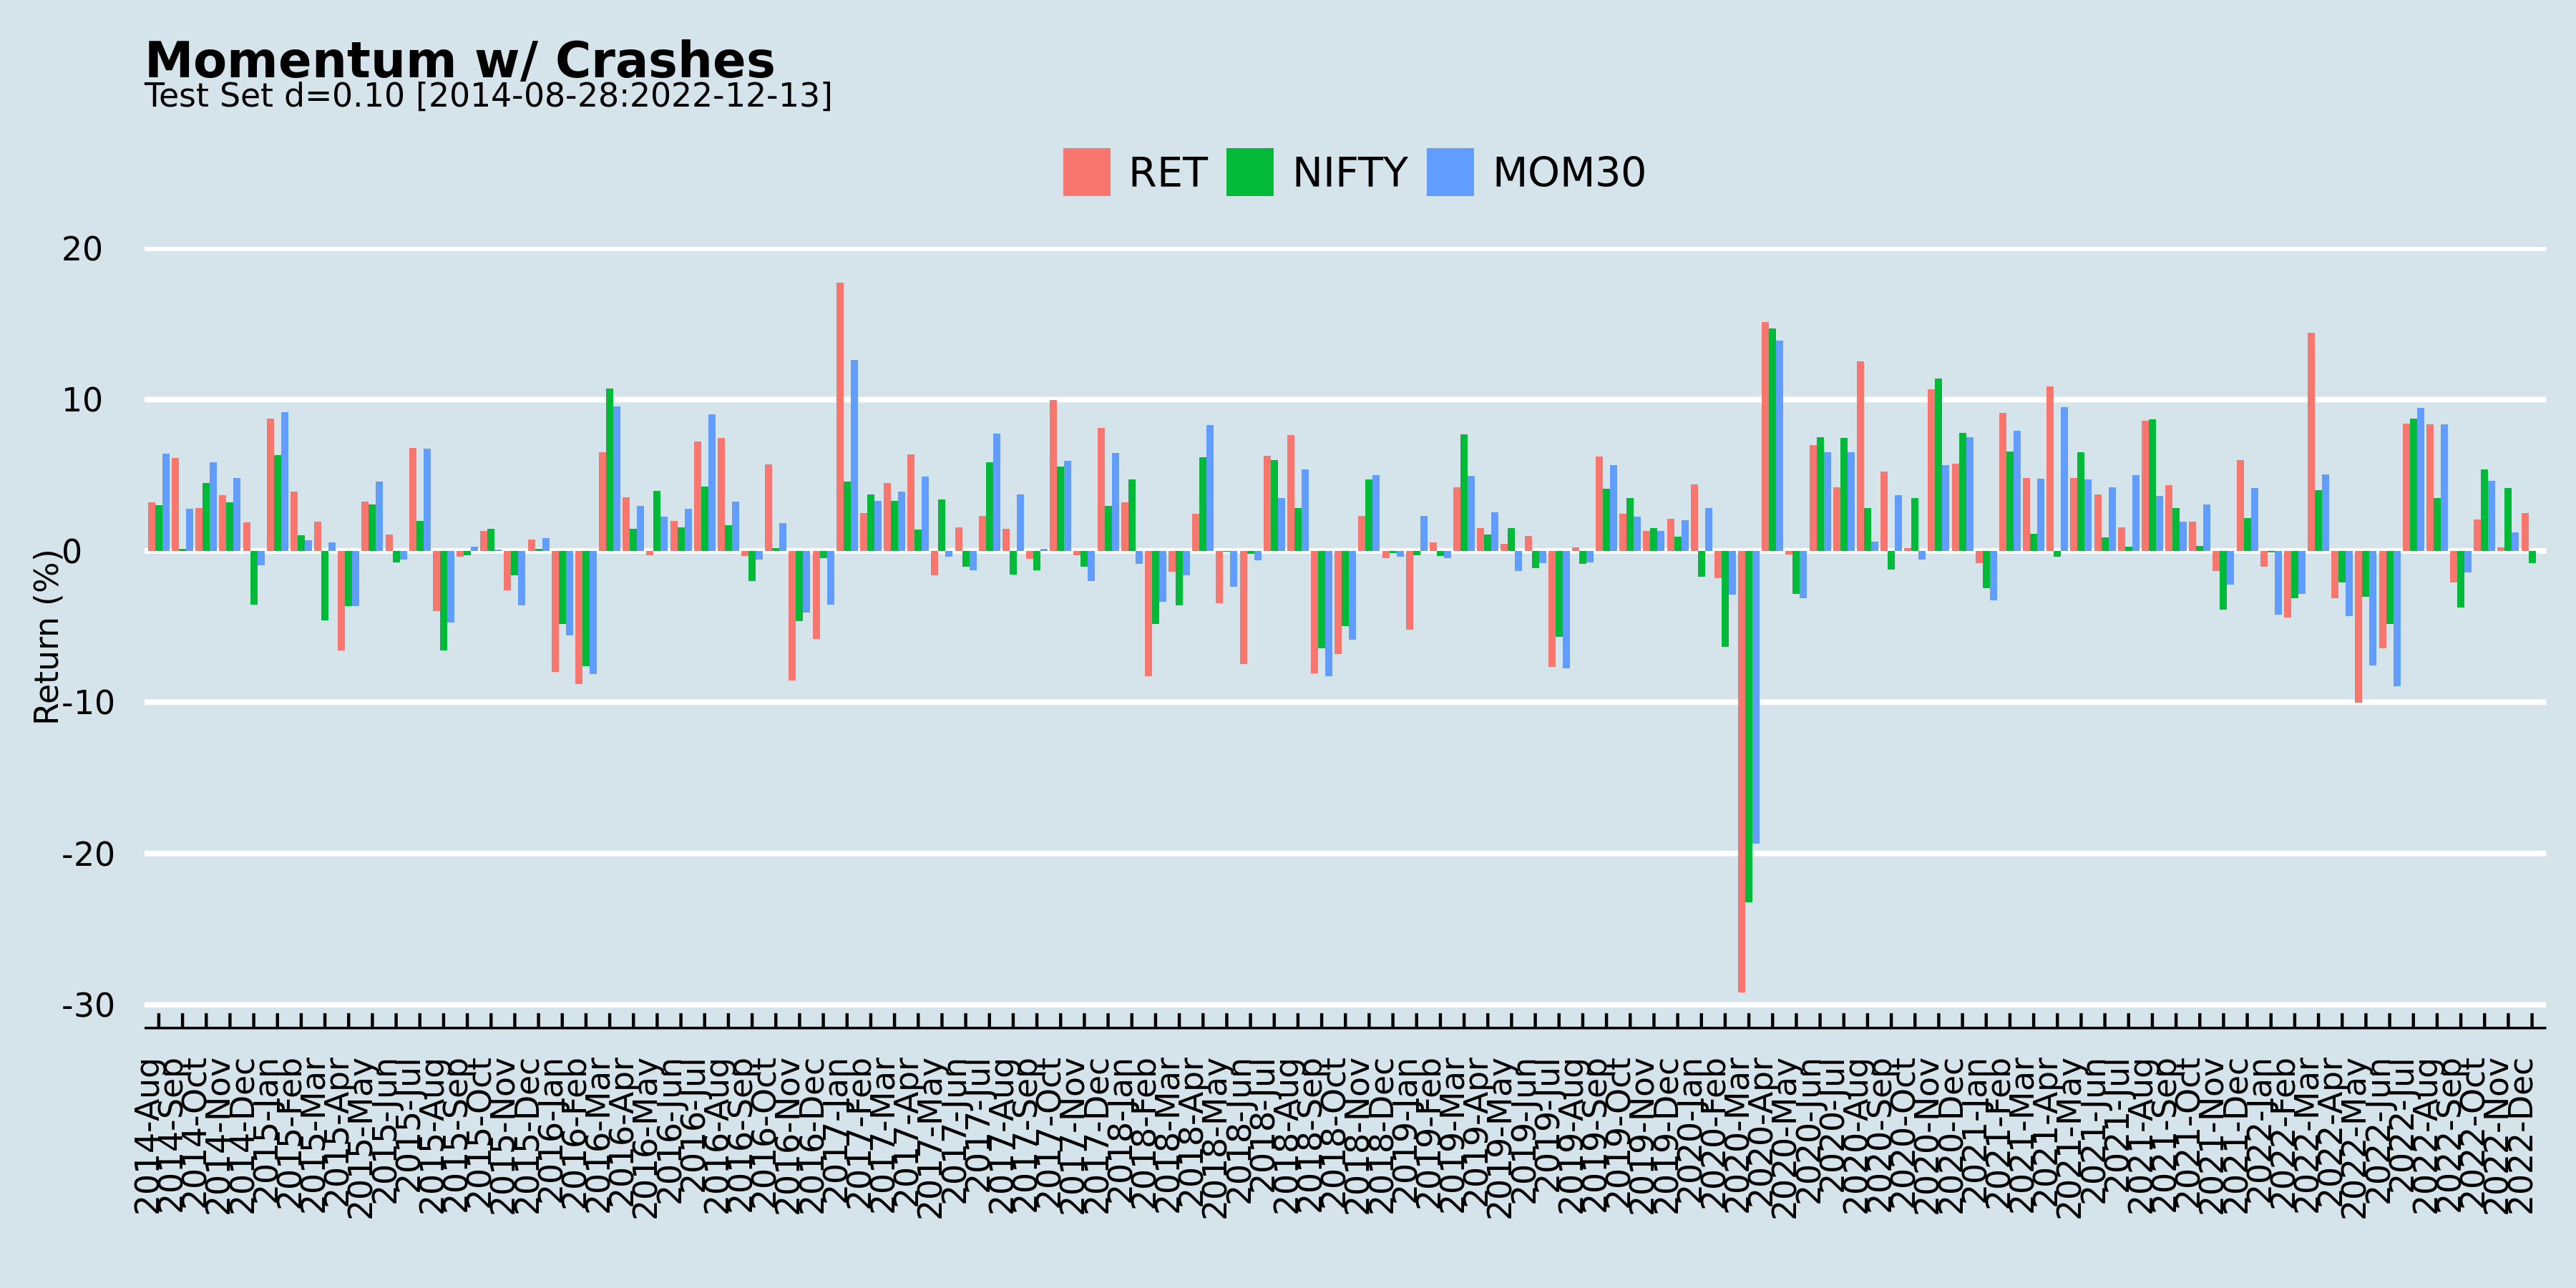 Momentum w/ Crashes
Test Set d=0.10 [2014-08-28:2022-12-13]
RET NIFTY MOM30
20
10
0
-10
-20
-30
Return (%)
2014-Aug
2014-Sep
2014-Oct
2014-Nov
2014-Dec
2015-Jan
2015-Feb
2015-Mar
2015-Apr
2015-May
2015-Jun
2015-Jul
2015-Aug
2015-Sep
2015-Oct
2015-Nov
2015-Dec
2016-Jan
2016-Feb
2016-Mar
2016-Apr
2016-May
2016-Jun
2016-Jul
2016-Aug
2016-Sep
2016-Oct
2016-Nov
2016-Dec
2017-Jan
2017-Feb
2017-Mar
2017-Apr
2017-May
2017-Jun
2017-Jul
2017-Aug
2017-Sep
2017-Oct
2017-Nov
2017-Dec
2018-Jan
2018-Feb
2018-Mar
2018-Apr
2018-May
2018-Jun
2018-Jul
2018-Aug
2018-Sep
2018-Oct
2018-Nov
2018-Dec
2019-Jan
2019-Feb
2019-Mar
2019-Apr
2019-May
2019-Jun
2019-Jul
2019-Aug
2019-Sep
2019-Oct
2019-Nov
2019-Dec
2020-Jan
2020-Feb
2020-Mar
2020-Apr
2020-May
2020-Jun
2020-Jul
2020-Aug
2020-Sep
2020-Oct
2020-Nov
2020-Dec
2021-Jan
2021-Feb
2021-Mar
2021-Apr
2021-May
2021-Jun
2021-Jul
2021-Aug
2021-Sep
2021-Oct
2021-Nov
2021-Dec
2022-Jan
2022-Feb
2022-Mar
2022-Apr
2022-May
2022-Jun
2022-Jul
2022-Aug
2022-Sep
2022-Oct
2022-Nov
2022-Dec